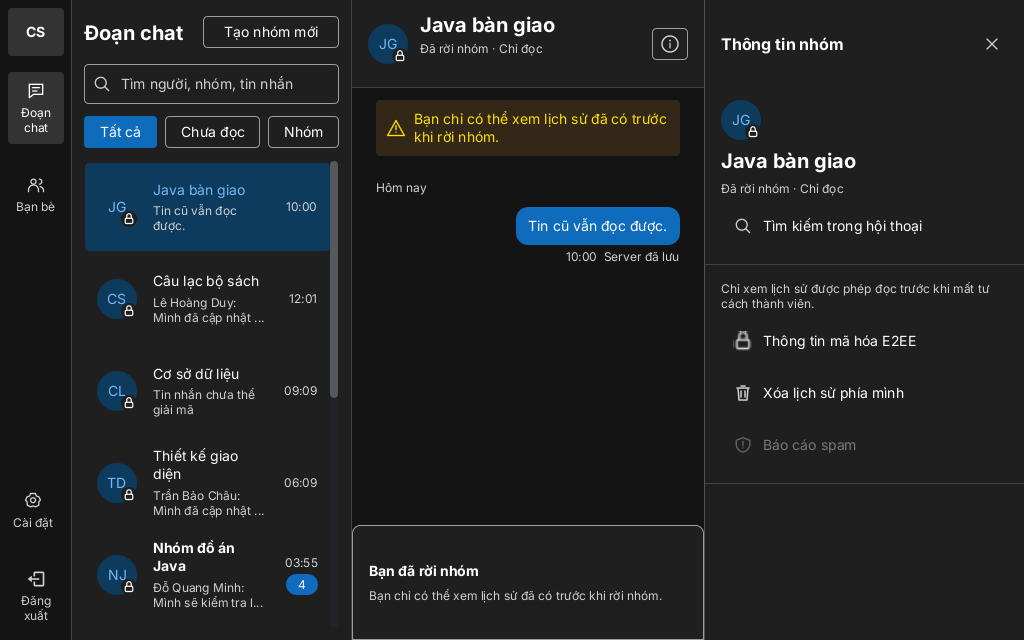 CS
Đoạn
chat
Bạn bè
Cài đặt
Đăng
xuất
Đoạn chat
Tạo nhóm mới
Tìm người, nhóm, tin nhắn
Tất cả
Chưa đọc
Nhóm
JG
Java bàn giao
Tin cũ vẫn đọc
được.
10:00
CS
Câu lạc bộ sách
Lê Hoàng Duy:
Mình đã cập nhật ...
12:01
CL
Cơ sở dữ liệu
Tin nhắn chưa thể
giải mã
09:09
TD
Thiết kế giao
diện
Trần Bảo Châu:
Mình đã cập nhật ...
06:09
NJ
Nhóm đồ án
Java
Đỗ Quang Minh:
Mình sẽ kiểm tra l...
03:55
4
JG
Java bàn giao
Đã rời nhóm · Chỉ đọc
Bạn chỉ có thể xem lịch sử đã có trước
khi rời nhóm.
Hôm nay
Tin cũ vẫn đọc được.
10:00 Server đã lưu
Bạn đã rời nhóm
Bạn chỉ có thể xem lịch sử đã có trước khi rời nhóm.
Thông tin nhóm
JG
Java bàn giao
Đã rời nhóm · Chỉ đọc
Tìm kiếm trong hội thoại
Chỉ xem lịch sử được phép đọc trước khi mất tư
cách thành viên.
Thông tin mã hóa E2EE
Xóa lịch sử phía mình
Báo cáo spam